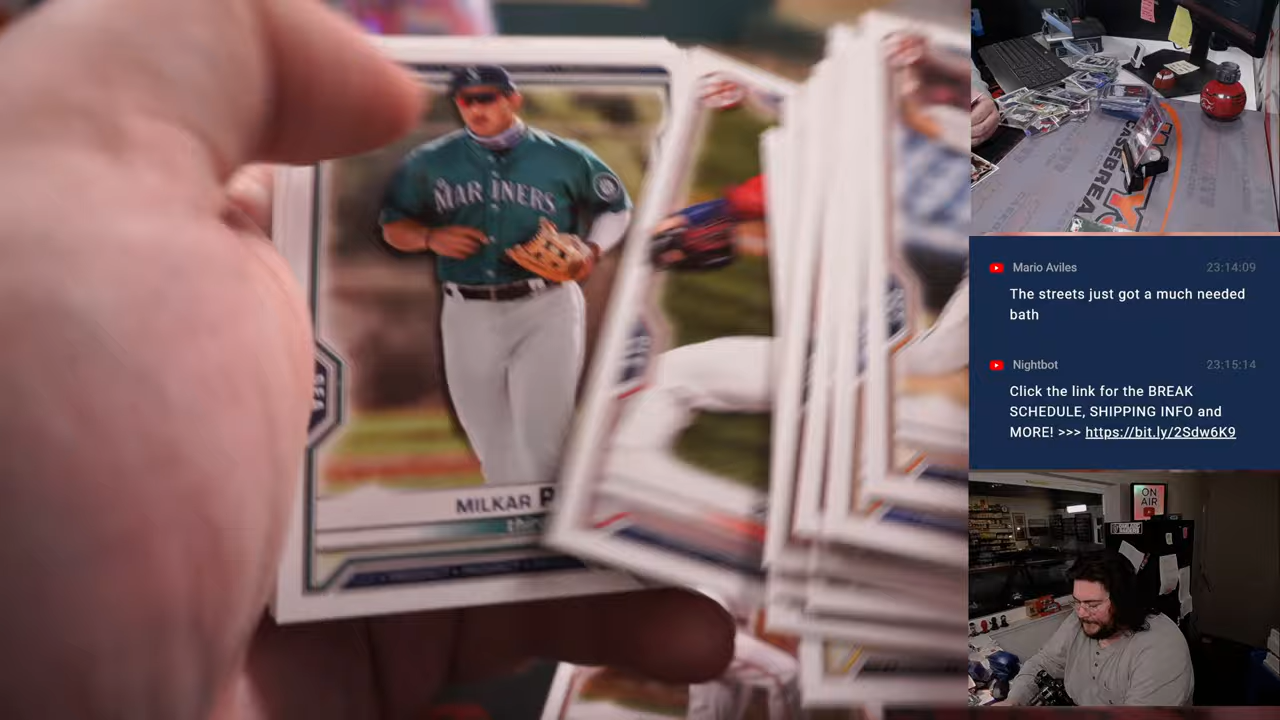 MARINERS
MILKAR
Mario Aviles 23:14:09
The streets just got a much needed
bath
Nightbot 23:15:14
Click the link for the BREAK
SCHEDULE, SHIPPING INFO and
MORE! >>> https://bit.ly/2Sdw6K9
ON
AIR
CASEBREAK